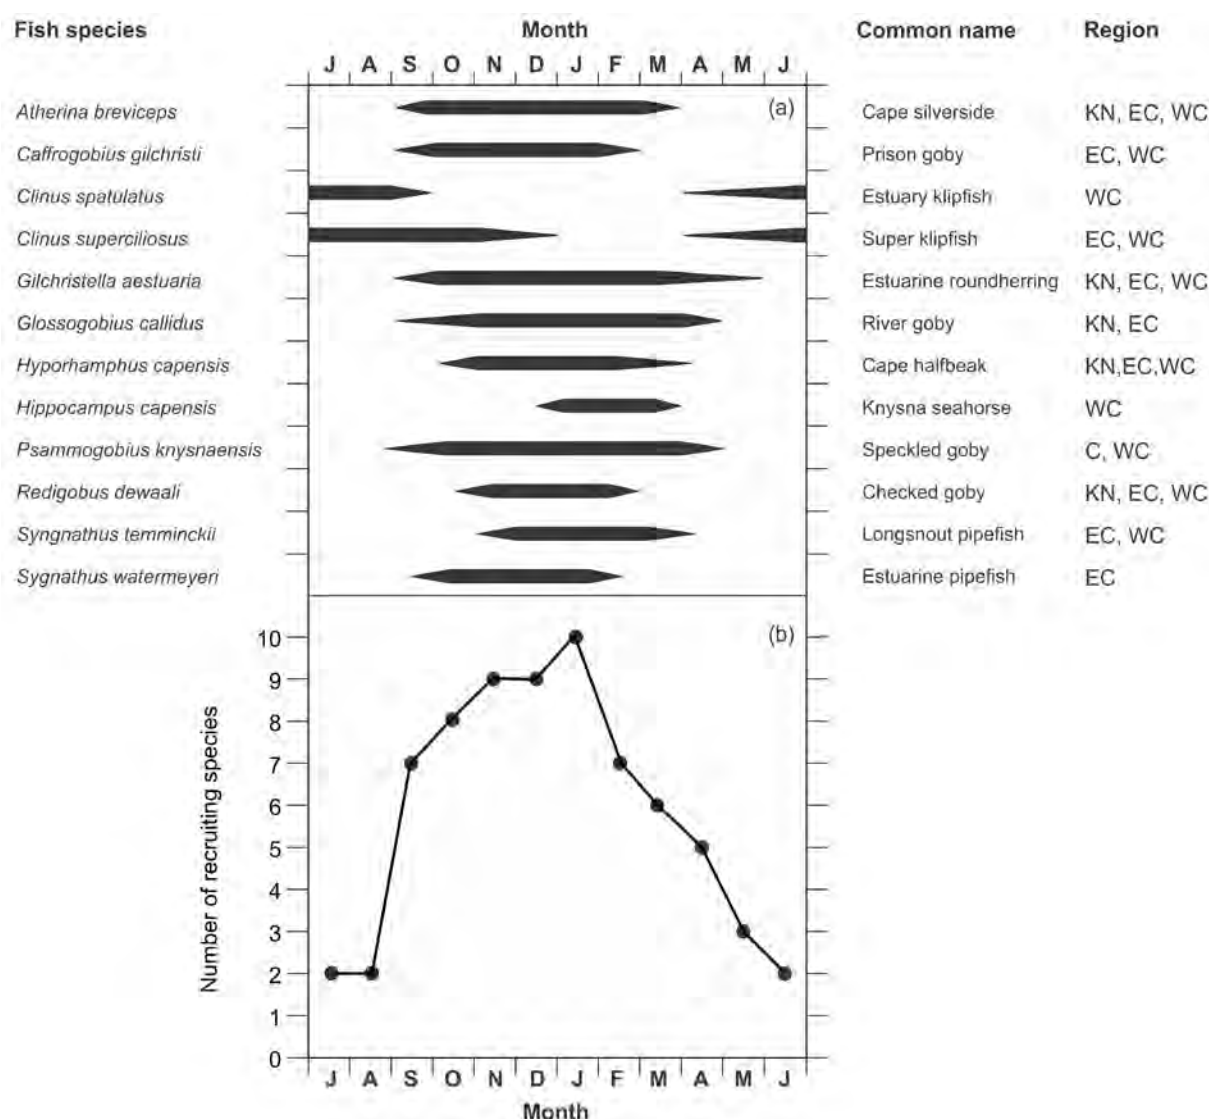 Fish species Month Common name Region
J A S O N D J F M A M J
(a)
Atherina breviceps Cape silverside KN, EC, WC
Caffrogobius gilchristi Prison goby EC, WC
Clinus spatulatus Estuary klipfish WC
Clinus superciliosus Super klipfish EC, WC
Gilchristella aestuaria Estuarine roundherring KN, EC, WC
Glossogobius callidus River goby KN, EC
Hyporhamphus capensis Cape halfbeak KN,EC,WC
Hippocampus capensis Knysna seahorse WC
Psammogobius knysnaensis Speckled goby C, WC
Redigobus dewaali Checked goby KN, EC, WC
Syngnathus temminckii Longsnout pipefish EC, WC
Sygnathus watermeyeri Estuarine pipefish EC
(b)
Number of recruiting species
10
9
8
7
6
5
4
3
2
1
0
J A S O N D J F M A M J
Month